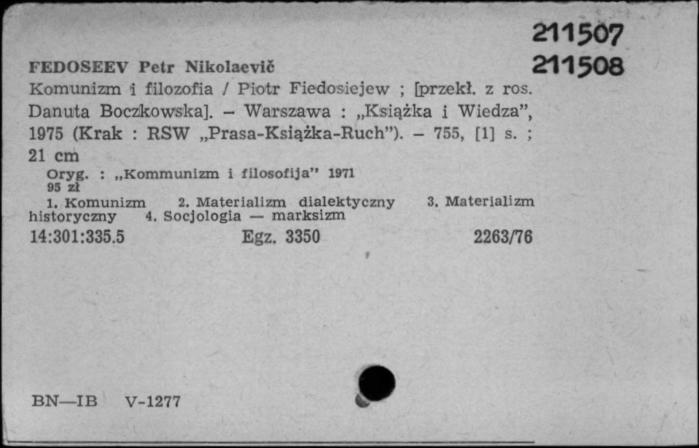 211507
FEDOSEEV Petr Nikolaevič 211508
Komunizm i filozofia / Piotr Fiedosiejew ; [przekł. z ros.
Danuta Boczkowska]. – Warszawa : „Książka i Wiedza”,
1975 (Krak : RSW „Prasa-Książka-Ruch”). – 755, [1] s. ;
21 cm
Oryg. : „Kommunizm i filosofija” 1971
95 zł
1. Komunizm 2. Materializm dialektyczny 3. Materializm
historyczny 4. Socjologia — marksizm
14:301:335.5 Egz. 3350 2263/76
BN—IB V-1277